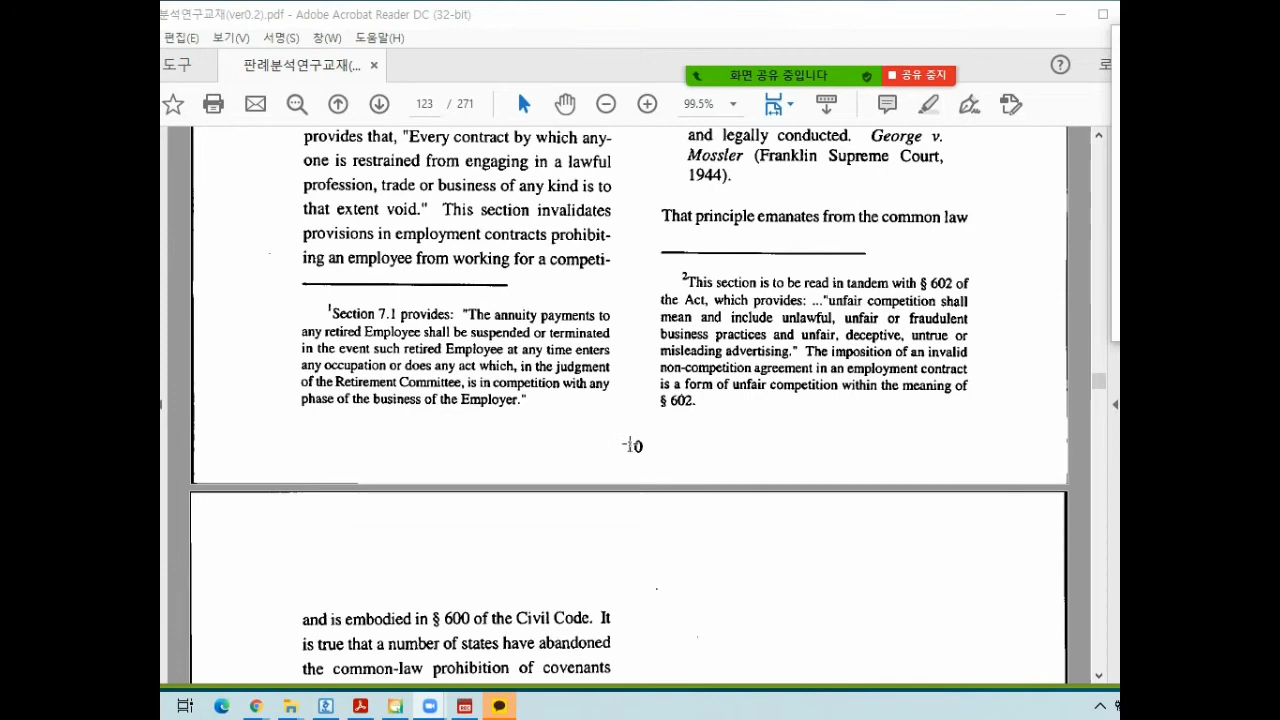 분석연구교재(ver0.2).pdf - Adobe Acrobat Reader DC (32-bit)
편집(E) 보기(V) 서명(S) 창(W) 도움말(H)
도구 판례분석연구교재(... × 로
화면 공유 중입니다 공유 중지
123 / 271 99.5%
provides that, "Every contract by which any-
one is restrained from engaging in a lawful
profession, trade or business of any kind is to
that extent void." This section invalidates
provisions in employment contracts prohibit-
ing an employee from working for a competi-
1Section 7.1 provides: "The annuity payments to
any retired Employee shall be suspended or terminated
in the event such retired Employee at any time enters
any occupation or does any act which, in the judgment
of the Retirement Committee, is in competition with any
phase of the business of the Employer."
and legally conducted. George v.
Mossler (Franklin Supreme Court,
1944).
That principle emanates from the common law
2This section is to be read in tandem with § 602 of
the Act, which provides: ..."unfair competition shall
mean and include unlawful, unfair or fraudulent
business practices and unfair, deceptive, untrue or
misleading advertising." The imposition of an invalid
non-competition agreement in an employment contract
is a form of unfair competition within the meaning of
§ 602.
-10
and is embodied in § 600 of the Civil Code. It
is true that a number of states have abandoned
the common-law prohibition of covenants